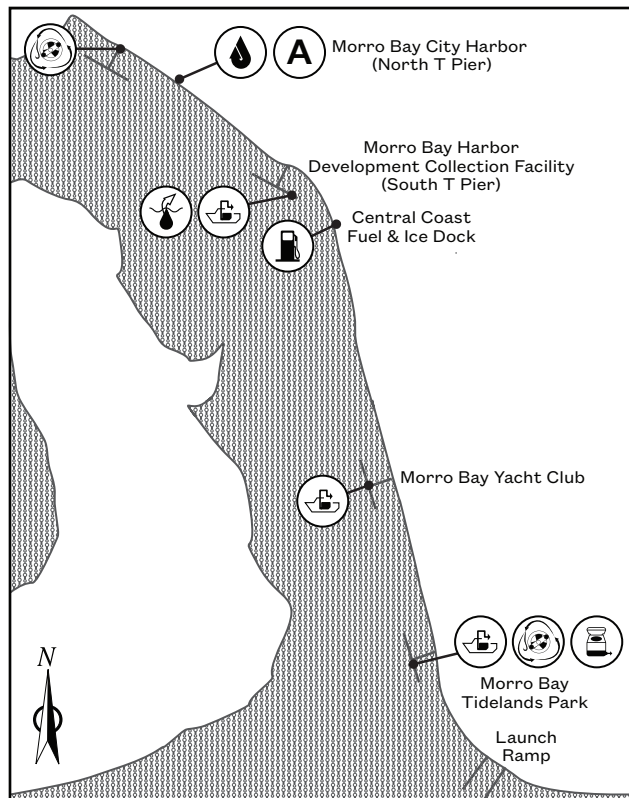 A
Morro Bay City Harbor
(North T Pier)
Morro Bay Harbor
Development Collection Facility
(South T Pier)
Central Coast
Fuel & Ice Dock
Morro Bay Yacht Club
Morro Bay
Tidelands Park
N
Launch
Ramp